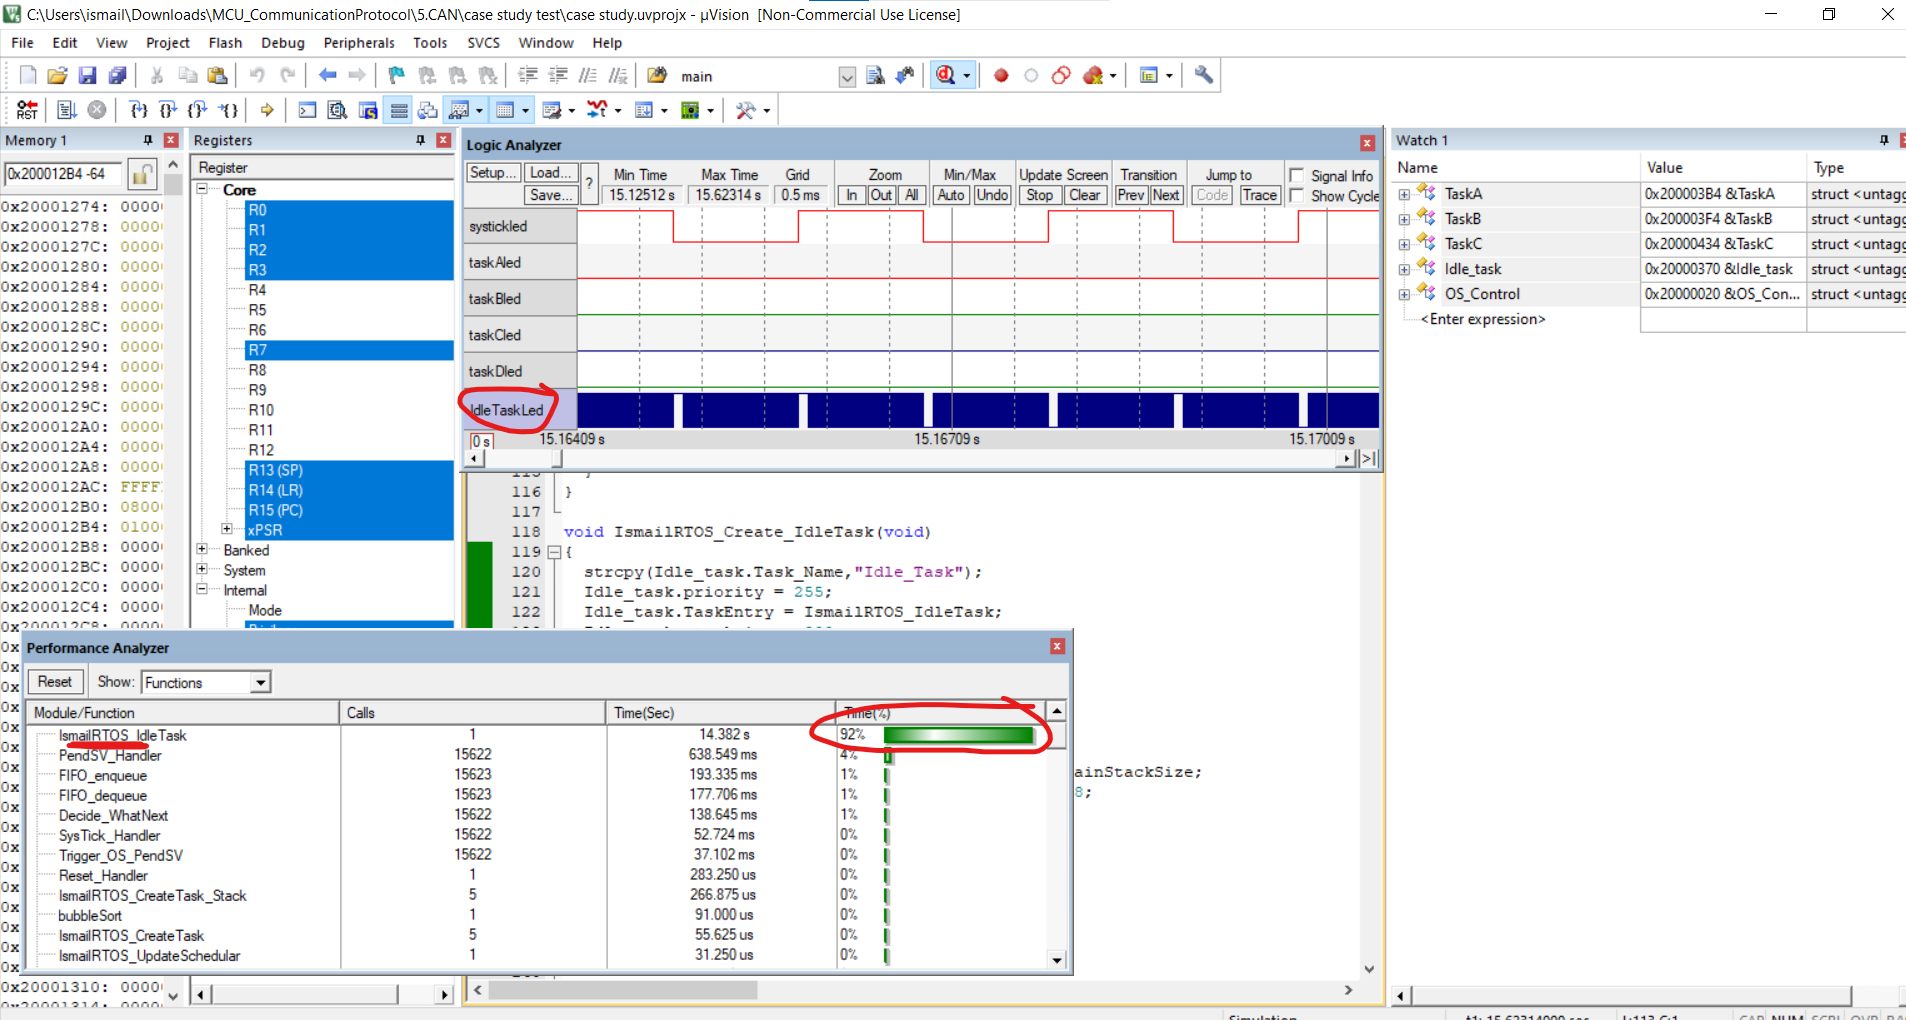 C:\Users\ismail\Downloads\MCU_CommunicationProtocol\5.CAN\case study test\case study.uvprojx - µVision  [Non-Commercial Use License]
File Edit View Project Flash Debug Peripherals Tools SVCS Window Help
main
RST
Memory 1
0x200012B4 -64
0x20001274: 0000
0x20001278: 0000
0x2000127C: 0000
0x20001280: 0000
0x20001284: 0000
0x20001288: 0000
0x2000128C: 0000
0x20001290: 0000
0x20001294: 0000
0x20001298: 0000
0x2000129C: 0000
0x200012A0: 0000
0x200012A4: 0000
0x200012A8: 0000
0x200012AC: FFFF
0x200012B0: 0800
0x200012B4: 0100
0x200012B8: 0000
0x200012BC: 0000
0x200012C0: 0000
0x200012C4: 0000
0x200012C8: 0000
0x20001310: 0000
0x20001314: 0000
Registers
Register
Core
R0
R1
R2
R3
R4
R5
R6
R7
R8
R9
R10
R11
R12
R13 (SP)
R14 (LR)
R15 (PC)
xPSR
Banked
System
Internal
Mode
Logic Analyzer
Setup... Load... Save... ?
Min Time 15.12512 s
Max Time 15.62314 s
Grid 0.5 ms
Zoom In Out All
Min/Max Auto Undo
Update Screen Stop Clear
Transition Prev Next
Jump to Code Trace
Signal Info
Show Cycle
systickled
taskAled
taskBled
taskCled
taskDled
IdleTaskLed
0 s 15.16409 s 15.16709 s 15.17009 s
116 }
117
118 void IsmailRTOS_Create_IdleTask(void)
119 {
120 strcpy(Idle_task.Task_Name,"Idle_Task");
121 Idle_task.priority = 255;
122 Idle_task.TaskEntry = IsmailRTOS_IdleTask;
ainStackSize;
8;
Performance Analyzer
Reset Show: Functions
Module/Function Calls Time(Sec) Time(%)
IsmailRTOS_IdleTask 1 14.382 s 92%
PendSV_Handler 15622 638.549 ms 4%
FIFO_enqueue 15623 193.335 ms 1%
FIFO_dequeue 15623 177.706 ms 1%
Decide_WhatNext 15622 138.645 ms 1%
SysTick_Handler 15622 52.724 ms 0%
Trigger_OS_PendSV 15622 37.102 ms 0%
Reset_Handler 1 283.250 us 0%
IsmailRTOS_CreateTask_Stack 5 266.875 us 0%
bubbleSort 1 91.000 us 0%
IsmailRTOS_CreateTask 5 55.625 us 0%
IsmailRTOS_UpdateSchedular 1 31.250 us 0%
Watch 1
Name Value Type
TaskA 0x200003B4 &TaskA struct <untagg
TaskB 0x200003F4 &TaskB struct <untagg
TaskC 0x20000434 &TaskC struct <untagg
Idle_task 0x20000370 &Idle_task struct <untagg
OS_Control 0x20000020 &OS_Con... struct <untagg
<Enter expression>
Simulation t1: 15.62314000 sec L:113 C:1 CAP NUM SCRL OVR